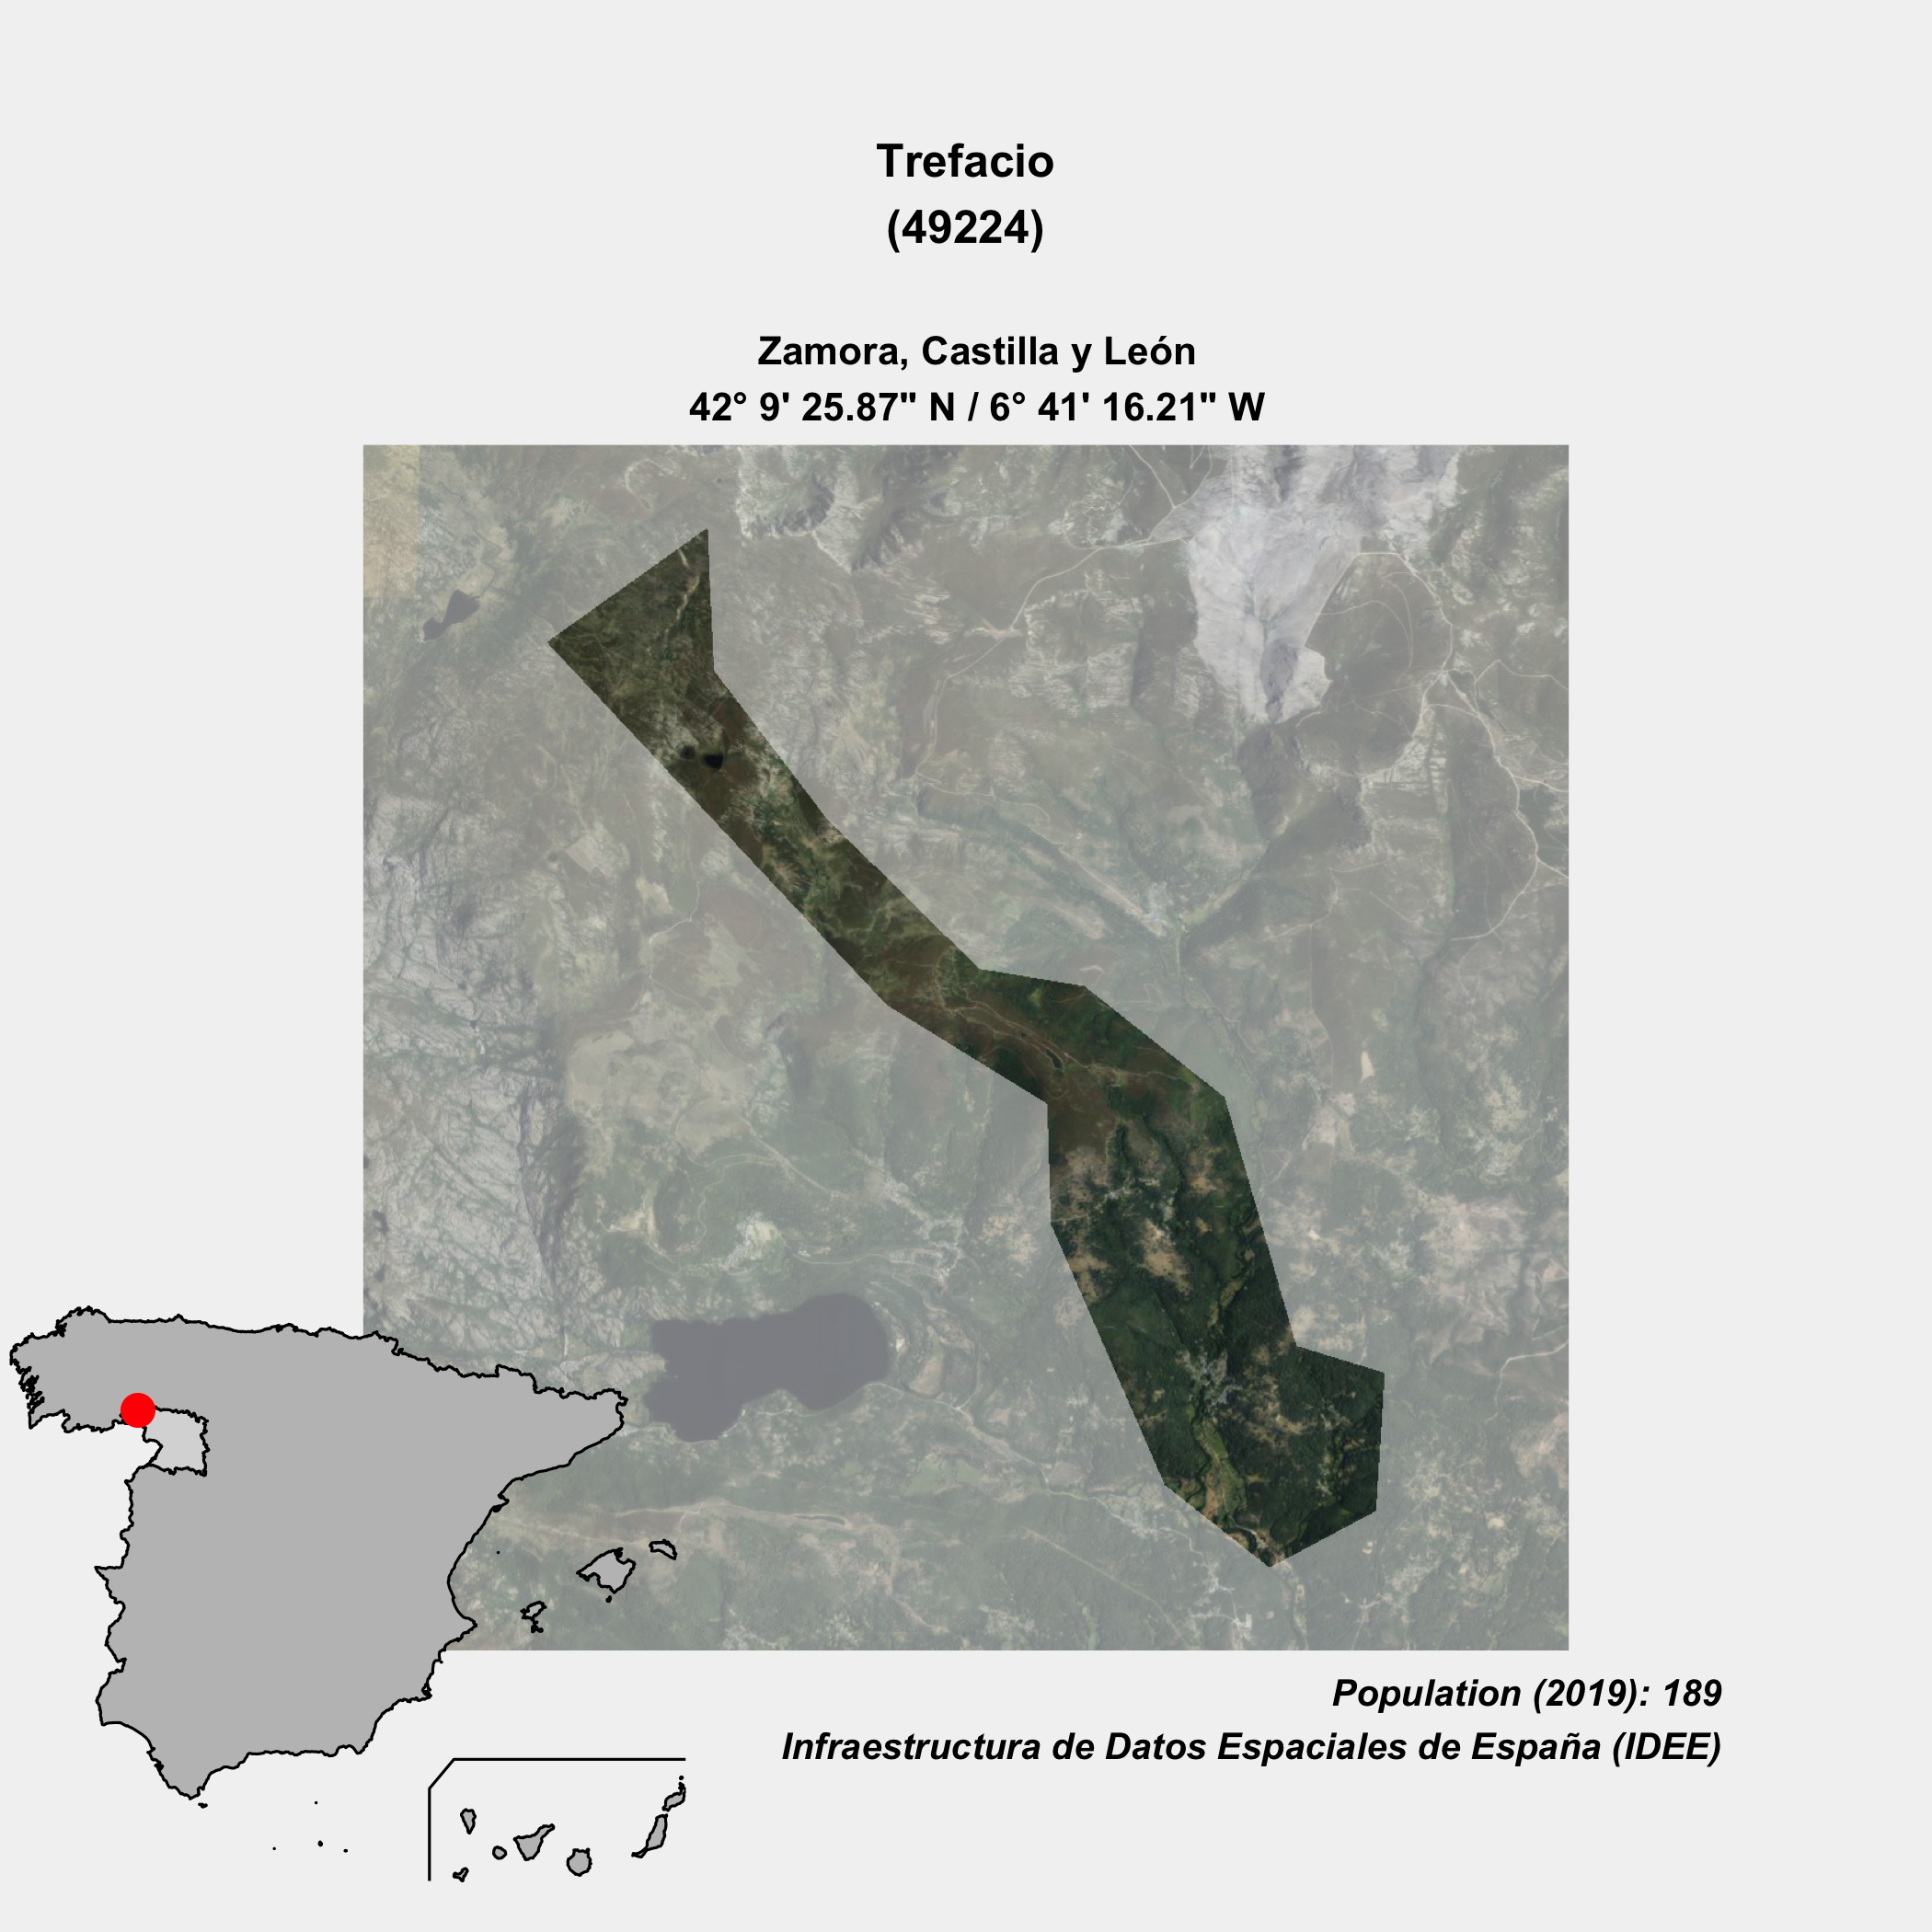 Trefacio
(49224)
Zamora, Castilla y León
42° 9' 25.87" N / 6° 41' 16.21" W
Population (2019): 189
Infraestructura de Datos Espaciales de España (IDEE)